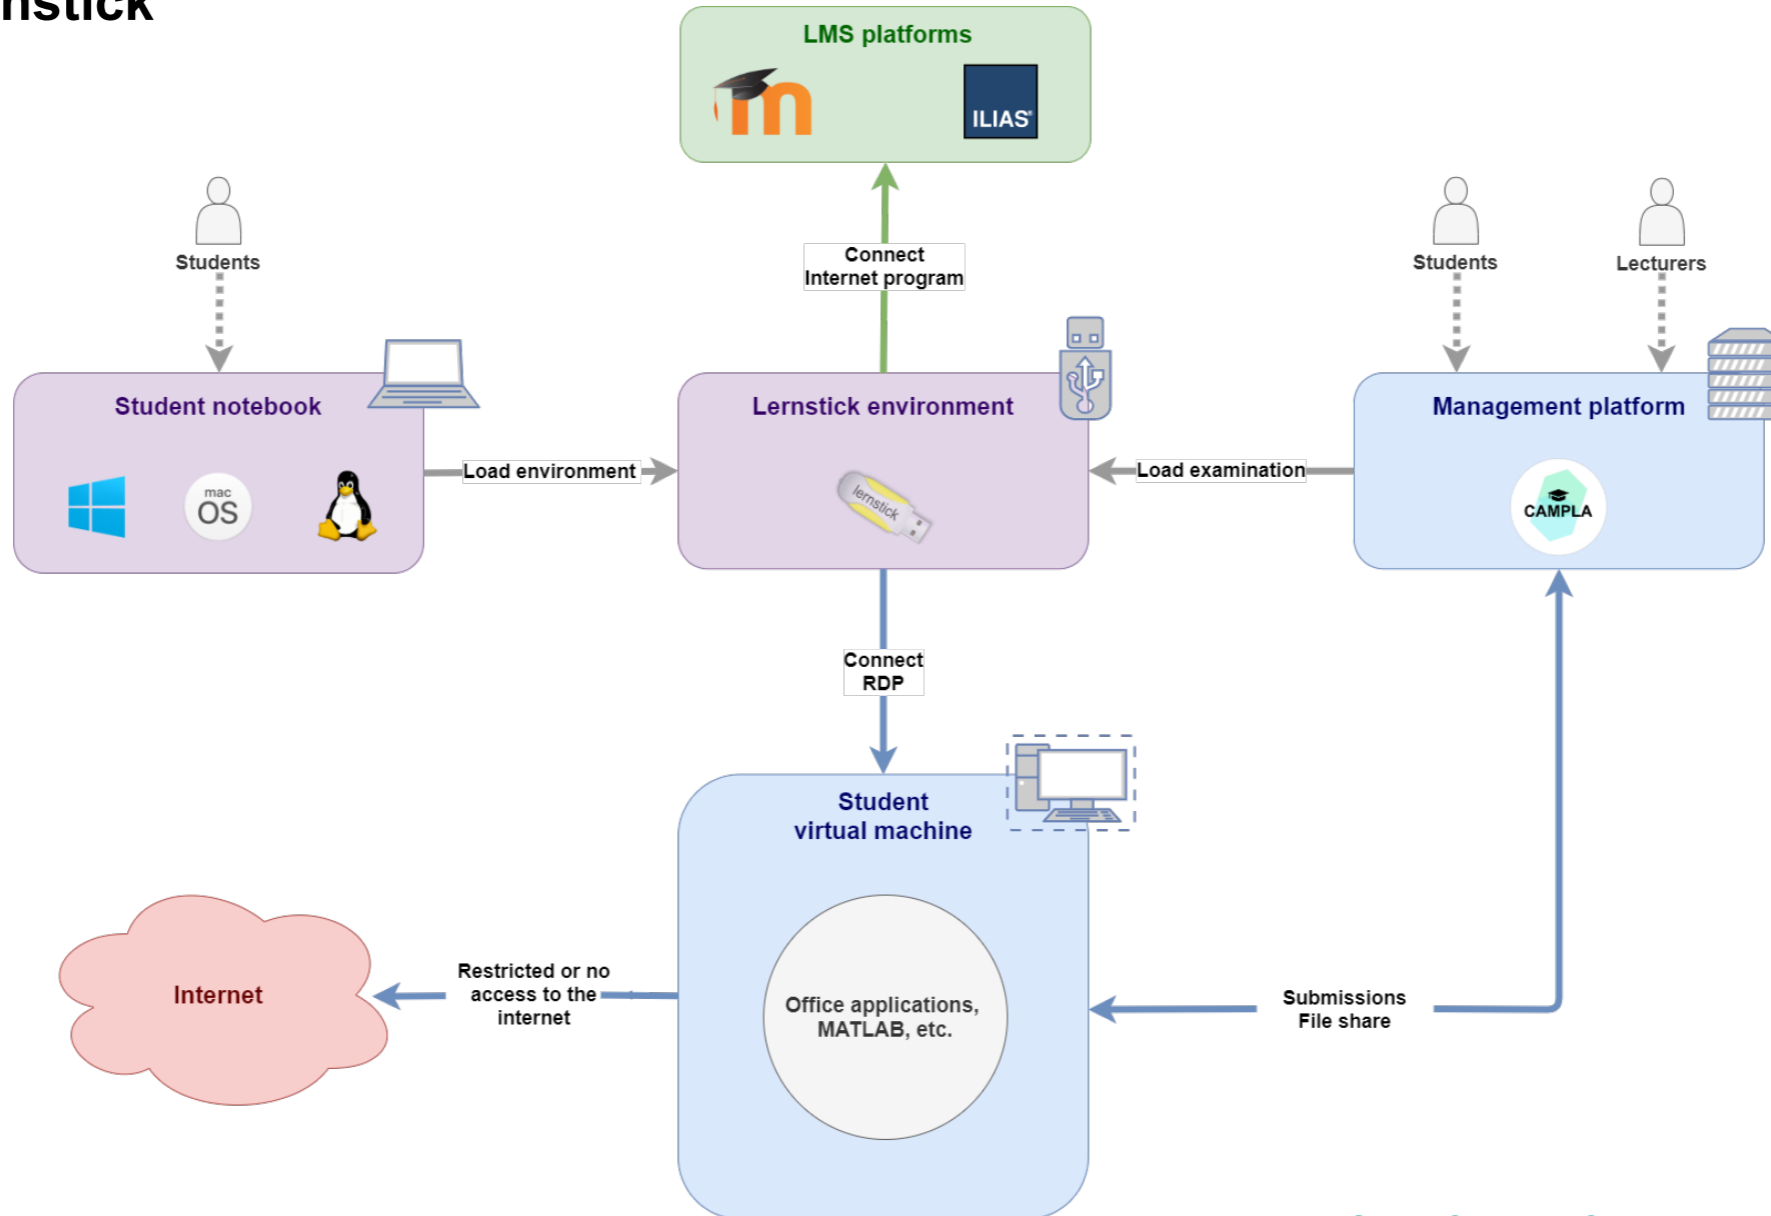 nstick
LMS platforms
m
ILIAS
Students
Students
Lecturers
Connect
Internet program
Student notebook
Lernstick environment
Management platform
mac
OS
Load environment
lernstick
Load examination
CAMPLA
Connect
RDP
Student
virtual machine
Internet
Restricted or no
access to the
internet
Office applications,
MATLAB, etc.
Submissions
File share